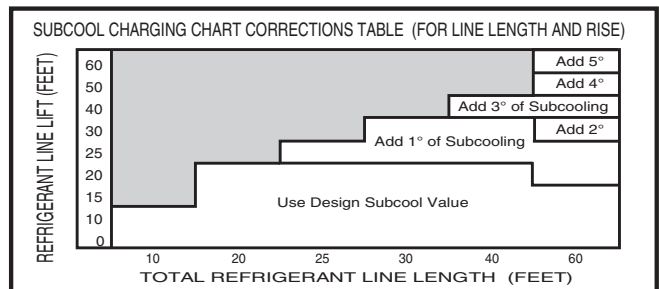 SUBCOOL CHARGING CHART CORRECTIONS TABLE (FOR LINE LENGTH AND RISE)
REFRIGERANT LINE LIFT (FEET)
60
50
40
30
25
20
15
10
0
Add 5°
Add 4°
Add 3° of Subcooling
Add 2°
Add 1° of Subcooling
Use Design Subcool Value
10 20 25 30 40 60
TOTAL REFRIGERANT LINE LENGTH (FEET)